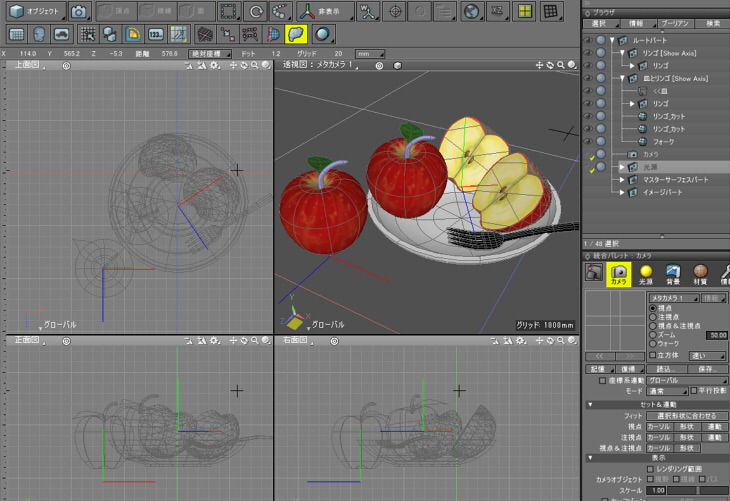 オブジェクト
非表示
XZ
123..
X 114.0 Y 565.2 Z −5.3 距離 576.6 絶対座標 ドット 1.2 グリッド 20 mm
上面図
グローバル
透視図：メタカメラ 1
Y
グローバル
グリッド 1000mm
正面図
右面図
ブラウザ
選択 情報 ブーリアン 検索
ルートパート
リンゴ [Show Axis]
リンゴ
皿とリンゴ [Show Axis]
<<皿
リンゴ
リンゴ_カット
リンゴ_カット
フォーク
カメラ
光源
マスターサーフェスパート
イメージパート
1 / 48 選択
統合パレット：カメラ
カメラ 光源 背景 材質
メタカメラ 1 情報
視点
注視点
視点＆注視点
ズーム 50.00
ウォーク
<< >> 立方体 速い
記憶 復帰 読込... 保存...
座標系連動 グローバル
モード 通常 平行投影
セット＆連動
フィット 選択形状に合わせる
視点 カーソル 形状 連動
注視点 カーソル 形状 連動
視点＆注視点 カーソル 形状
表示
レンダリング範囲
カメラオブジェクト 視野 視線 パス
スケール 1.00